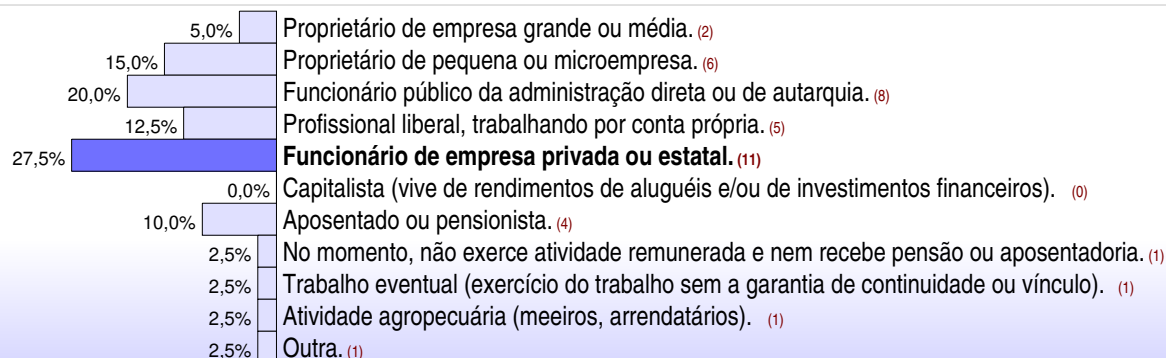 5,0% Proprietário de empresa grande ou média. (2)
15,0% Proprietário de pequena ou microempresa. (6)
20,0% Funcionário público da administração direta ou de autarquia. (8)
12,5% Profissional liberal, trabalhando por conta própria. (5)
27,5% Funcionário de empresa privada ou estatal. (11)
0,0% Capitalista (vive de rendimentos de aluguéis e/ou de investimentos financeiros). (0)
10,0% Aposentado ou pensionista. (4)
2,5% No momento, não exerce atividade remunerada e nem recebe pensão ou aposentadoria. (1)
2,5% Trabalho eventual (exercício do trabalho sem a garantia de continuidade ou vínculo). (1)
2,5% Atividade agropecuária (meeiros, arrendatários). (1)
2,5% Outra. (1)